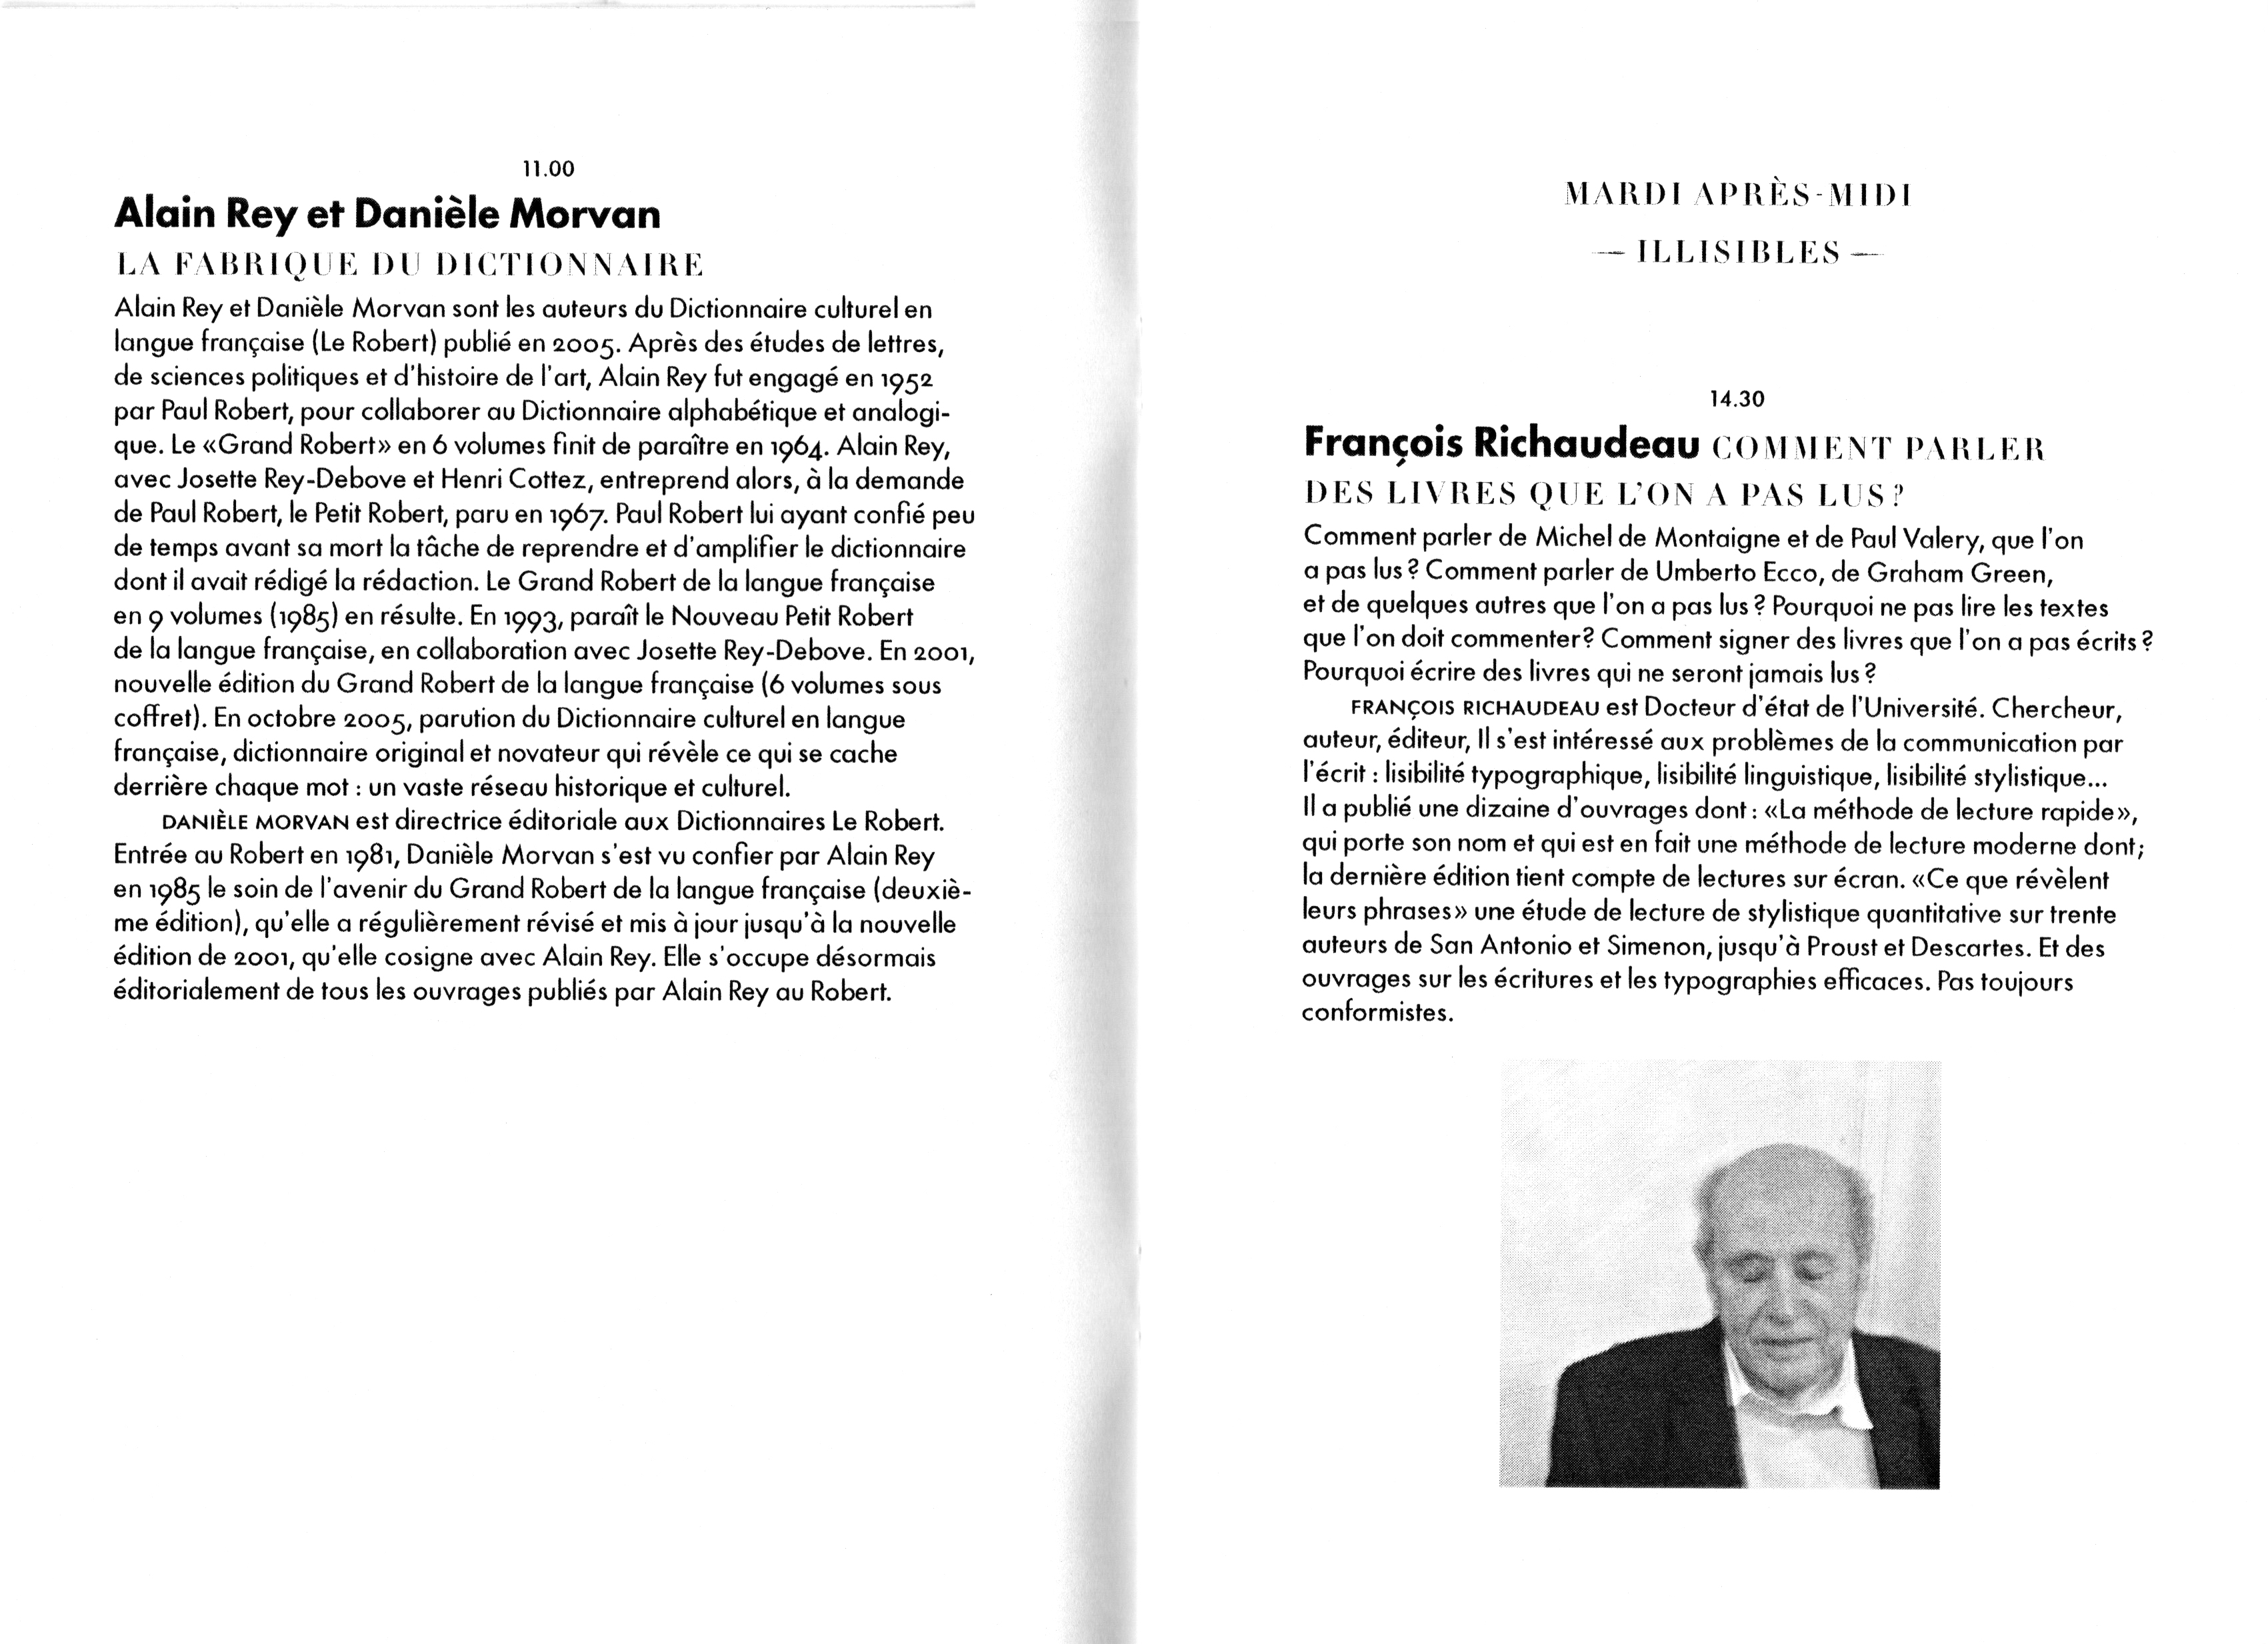 11.00
Alain Rey et Danièle Morvan
LA FABRIQUE DU DICTIONNAIRE
Alain Rey et Danièle Morvan sont les auteurs du Dictionnaire culturel en
langue française (Le Robert) publié en 2005. Après des études de lettres,
de sciences politiques et d'histoire de l'art, Alain Rey fut engagé en 1952
par Paul Robert, pour collaborer au Dictionnaire alphabétique et analogi-
que. Le «Grand Robert» en 6 volumes finit de paraître en 1964. Alain Rey,
avec Josette Rey-Debove et Henri Cottez, entreprend alors, à la demande
de Paul Robert, le Petit Robert, paru en 1967. Paul Robert lui ayant confié peu
de temps avant sa mort la tâche de reprendre et d'amplifier le dictionnaire
dont il avait rédigé la rédaction. Le Grand Robert de la langue française
en 9 volumes (1985) en résulte. En 1993, paraît le Nouveau Petit Robert
de la langue française, en collaboration avec Josette Rey-Debove. En 2001,
nouvelle édition du Grand Robert de la langue française (6 volumes sous
coffret). En octobre 2005, parution du Dictionnaire culturel en langue
française, dictionnaire original et novateur qui révèle ce qui se cache
derrière chaque mot : un vaste réseau historique et culturel.
DANIÈLE MORVAN est directrice éditoriale aux Dictionnaires Le Robert.
Entrée au Robert en 1981, Danièle Morvan s'est vu confier par Alain Rey
en 1985 le soin de l'avenir du Grand Robert de la langue française (deuxiè-
me édition), qu'elle a régulièrement révisé et mis à jour jusqu'à la nouvelle
édition de 2001, qu'elle cosigne avec Alain Rey. Elle s'occupe désormais
éditorialement de tous les ouvrages publiés par Alain Rey au Robert.
MARDI APRÈS-MIDI
— ILLISIBLES —
14.30
François Richaudeau COMMENT PARLER
DES LIVRES QUE L'ON A PAS LUS ?
Comment parler de Michel de Montaigne et de Paul Valery, que l'on
a pas lus ? Comment parler de Umberto Ecco, de Graham Green,
et de quelques autres que l'on a pas lus ? Pourquoi ne pas lire les textes
que l'on doit commenter? Comment signer des livres que l'on a pas écrits ?
Pourquoi écrire des livres qui ne seront jamais lus ?
FRANÇOIS RICHAUDEAU est Docteur d'état de l'Université. Chercheur,
auteur, éditeur, Il s'est intéressé aux problèmes de la communication par
l'écrit : lisibilité typographique, lisibilité linguistique, lisibilité stylistique...
Il a publié une dizaine d'ouvrages dont : «La méthode de lecture rapide»,
qui porte son nom et qui est en fait une méthode de lecture moderne dont;
la dernière édition tient compte de lectures sur écran. «Ce que révèlent
leurs phrases» une étude de lecture de stylistique quantitative sur trente
auteurs de San Antonio et Simenon, jusqu'à Proust et Descartes. Et des
ouvrages sur les écritures et les typographies efficaces. Pas toujours
conformistes.